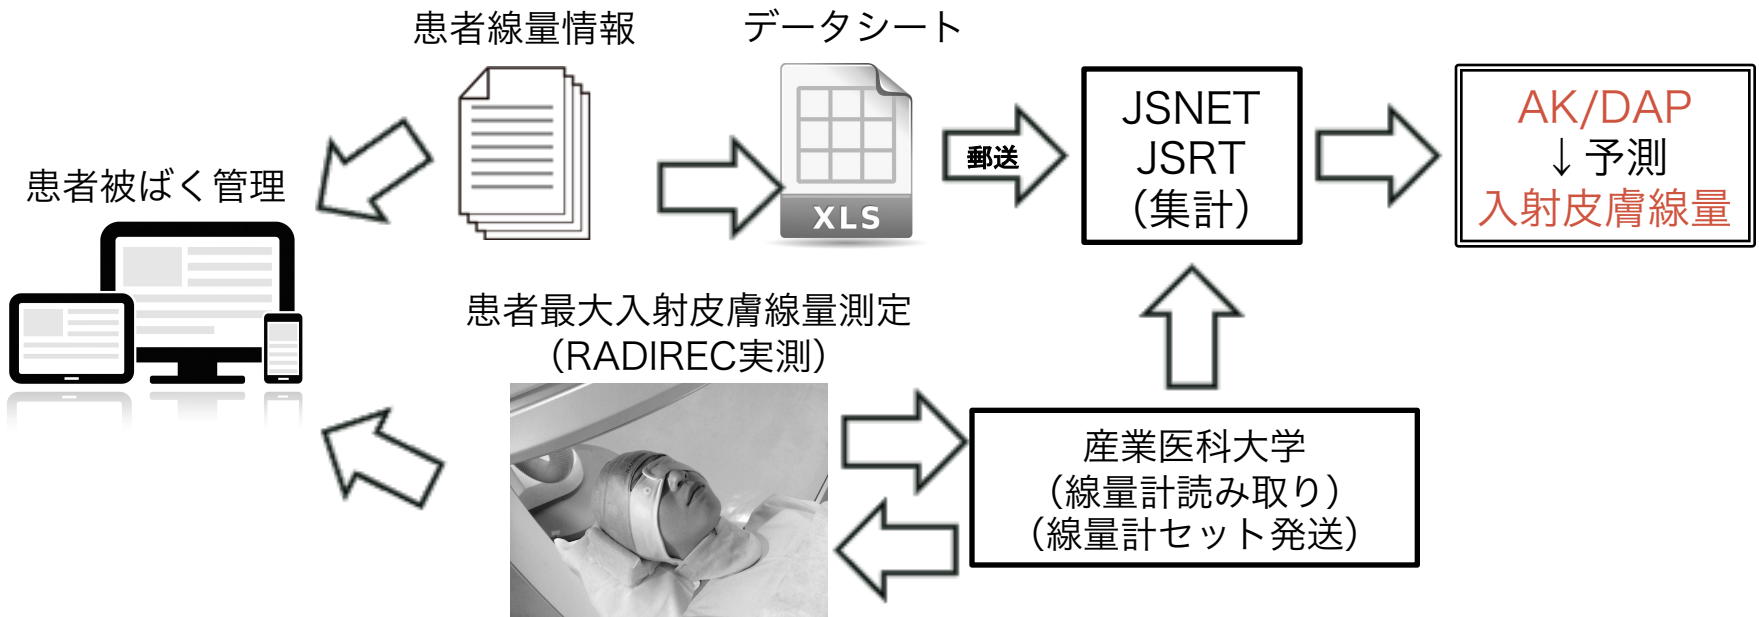 患者線量情報
データシート
患者被ばく管理
XLS
郵送
JSNET
JSRT
（集計）
AK/DAP
↓予測
入射皮膚線量
患者最大入射皮膚線量測定
（RADIREC実測）
産業医科大学
（線量計読み取り）
（線量計セット発送）